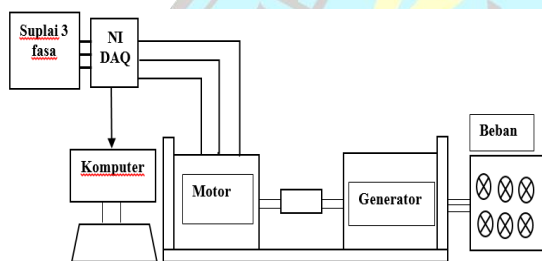 Suplai 3
fasa
NI
DAQ
Komputer
Motor
Generator
Beban